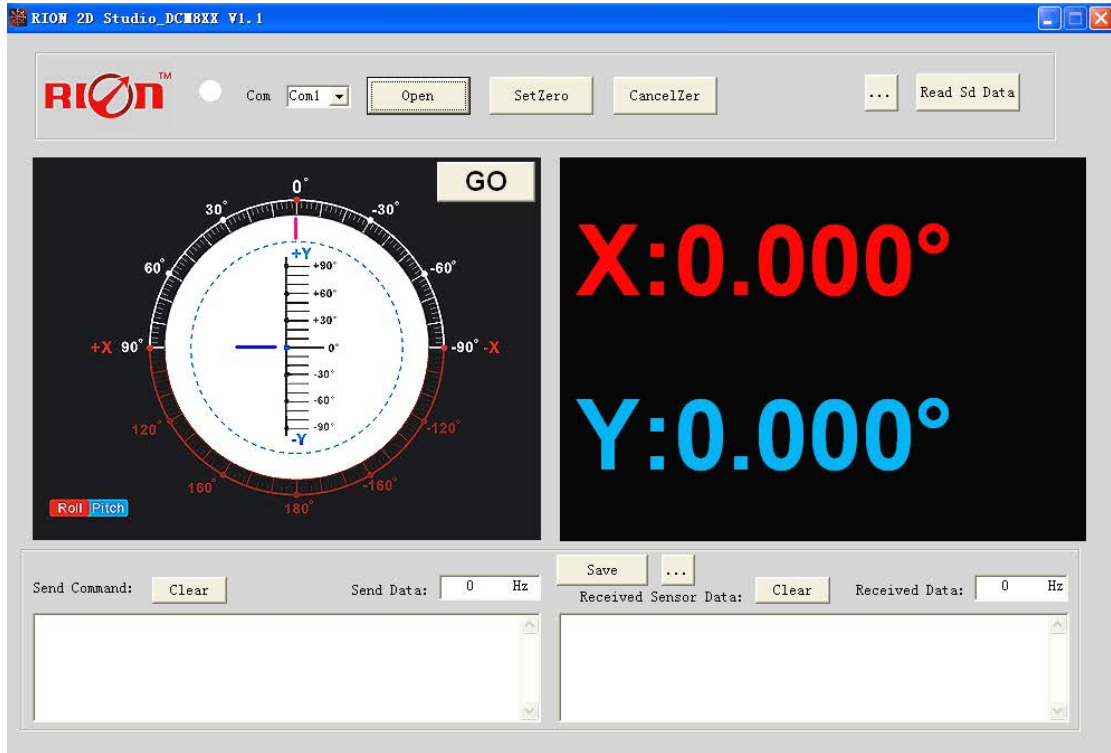 RION 2D Studio_DCM8XX V1.1
RION TM
Com Com1 Open SetZero CancelZer ... Read Sd Data
GO
0°
30° -30°
60° -60°
+X 90° -90° -X
120° -120°
160° -160°
180°
+Y
+90°
+60°
+30°
0°
-30°
-60°
-90°
-Y
Roll Pitch
X:0.000°
Y:0.000°
Send Command: Clear Send Data: 0 Hz
Save ...
Received Sensor Data: Clear Received Data: 0 Hz